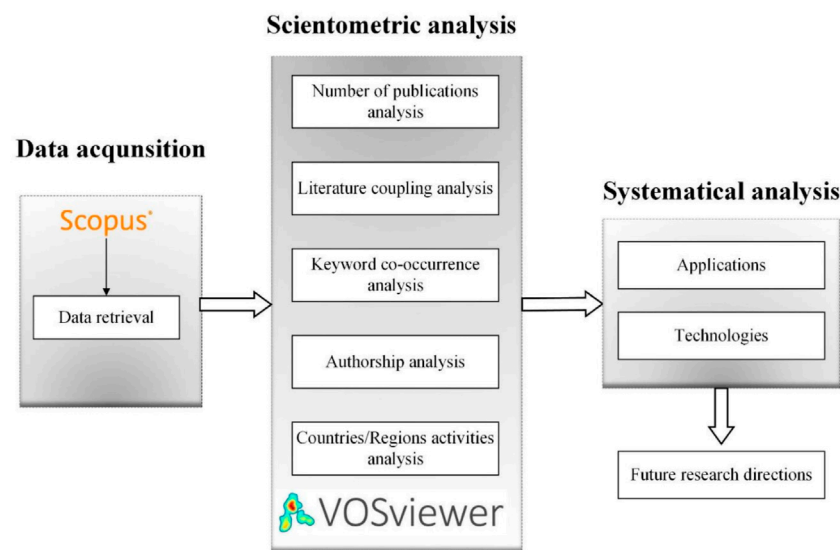 Scientometric analysis
Number of publications
analysis
Data acqunsition
Literature coupling analysis
Systematical analysis
Scopus®
Keyword co-occurrence
analysis
Applications
Data retrieval
Technologies
Authorship analysis
Countries/Regions activities
analysis
Future research directions
VOSviewer